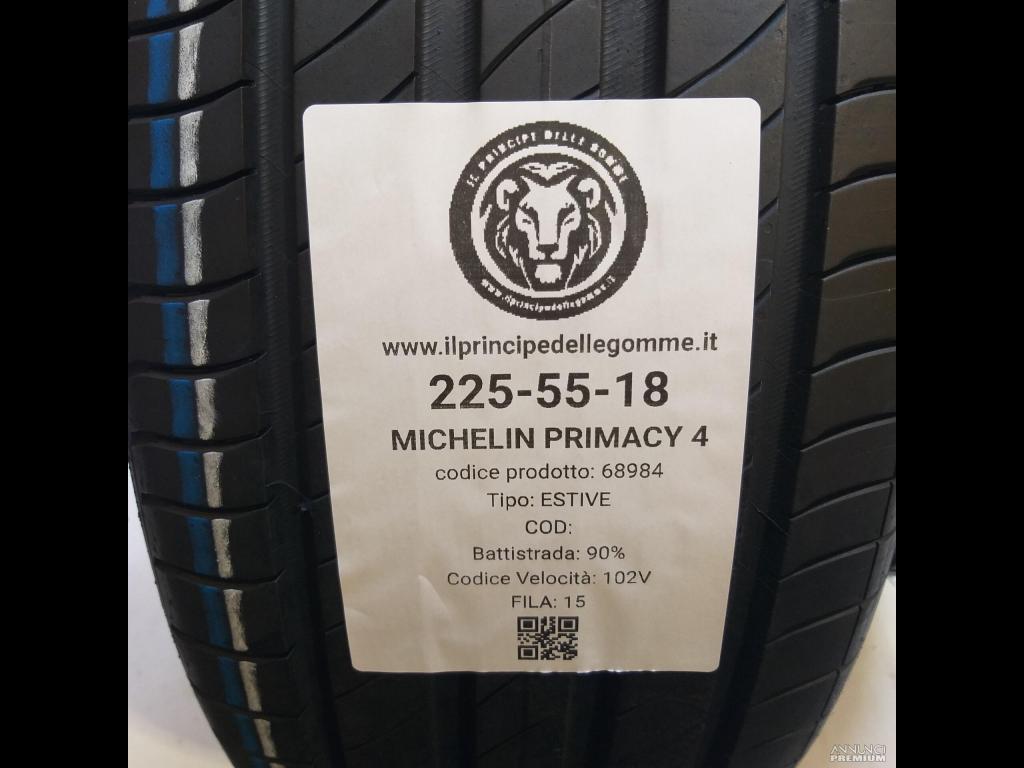 IL PRINCIPE DELLE GOMME
www.ilprincipedellegomme.it
www.ilprincipedellegomme.it
225-55-18
MICHELIN PRIMACY 4
codice prodotto: 68984
Tipo: ESTIVE
COD:
Battistrada: 90%
Codice Velocità: 102V
FILA: 15
ANNUNCI
PREMIUM